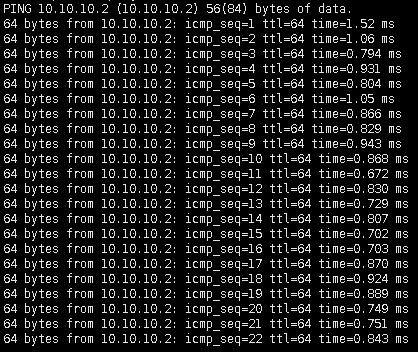 PING 10.10.10.2 (10.10.10.2) 56(84) bytes of data.
64 bytes from 10.10.10.2: icmp_seq=1 ttl=64 time=1.52 ms
64 bytes from 10.10.10.2: icmp_seq=2 ttl=64 time=1.06 ms
64 bytes from 10.10.10.2: icmp_seq=3 ttl=64 time=0.794 ms
64 bytes from 10.10.10.2: icmp_seq=4 ttl=64 time=0.931 ms
64 bytes from 10.10.10.2: icmp_seq=5 ttl=64 time=0.804 ms
64 bytes from 10.10.10.2: icmp_seq=6 ttl=64 time=1.05 ms
64 bytes from 10.10.10.2: icmp_seq=7 ttl=64 time=0.866 ms
64 bytes from 10.10.10.2: icmp_seq=8 ttl=64 time=0.829 ms
64 bytes from 10.10.10.2: icmp_seq=9 ttl=64 time=0.943 ms
64 bytes from 10.10.10.2: icmp_seq=10 ttl=64 time=0.868 ms
64 bytes from 10.10.10.2: icmp_seq=11 ttl=64 time=0.672 ms
64 bytes from 10.10.10.2: icmp_seq=12 ttl=64 time=0.830 ms
64 bytes from 10.10.10.2: icmp_seq=13 ttl=64 time=0.729 ms
64 bytes from 10.10.10.2: icmp_seq=14 ttl=64 time=0.807 ms
64 bytes from 10.10.10.2: icmp_seq=15 ttl=64 time=0.702 ms
64 bytes from 10.10.10.2: icmp_seq=16 ttl=64 time=0.703 ms
64 bytes from 10.10.10.2: icmp_seq=17 ttl=64 time=0.870 ms
64 bytes from 10.10.10.2: icmp_seq=18 ttl=64 time=0.924 ms
64 bytes from 10.10.10.2: icmp_seq=19 ttl=64 time=0.889 ms
64 bytes from 10.10.10.2: icmp_seq=20 ttl=64 time=0.749 ms
64 bytes from 10.10.10.2: icmp_seq=21 ttl=64 time=0.751 ms
64 bytes from 10.10.10.2: icmp_seq=22 ttl=64 time=0.843 ms